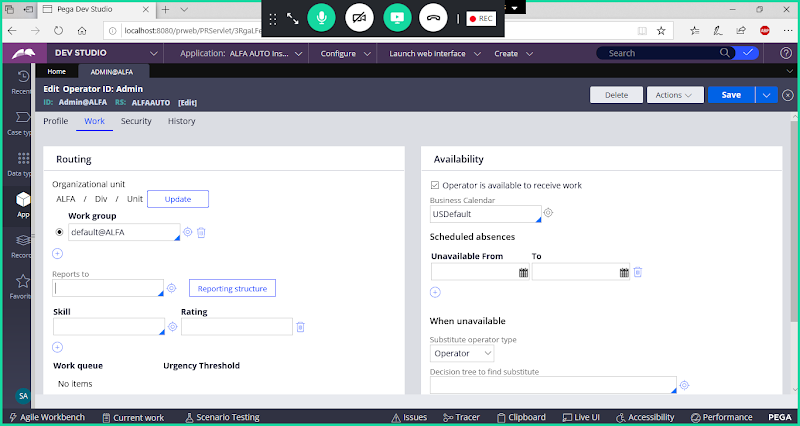 Pega Dev Studio
REC
localhost:8080/prweb/PRServlet/3RgaLFe
DEV STUDIO
Application: ALFA AUTO Ins...
Configure
Launch web interface
Create
Search
Home
ADMIN@ALFA
Recent
Edit Operator ID: Admin
ID: Admin@ALFA RS: ALFAAUTO [Edit]
Delete
Actions
Save
Profile
Work
Security
History
Case typ
Data typ
App
Record
Favorit
SA
Routing
Organizational unit
ALFA / Div / Unit
Update
Work group
default@ALFA
Reports to
Reporting structure
Skill
Rating
Work queue
Urgency Threshold
No items
Availability
Operator is available to receive work
Business Calendar
USDefault
Scheduled absences
Unavailable From
To
When unavailable
Substitute operator type
Operator
Decision tree to find substitute
Agile Workbench
Current work
Scenario Testing
Issues
Tracer
Clipboard
Live UI
Accessibility
Performance
PEGA